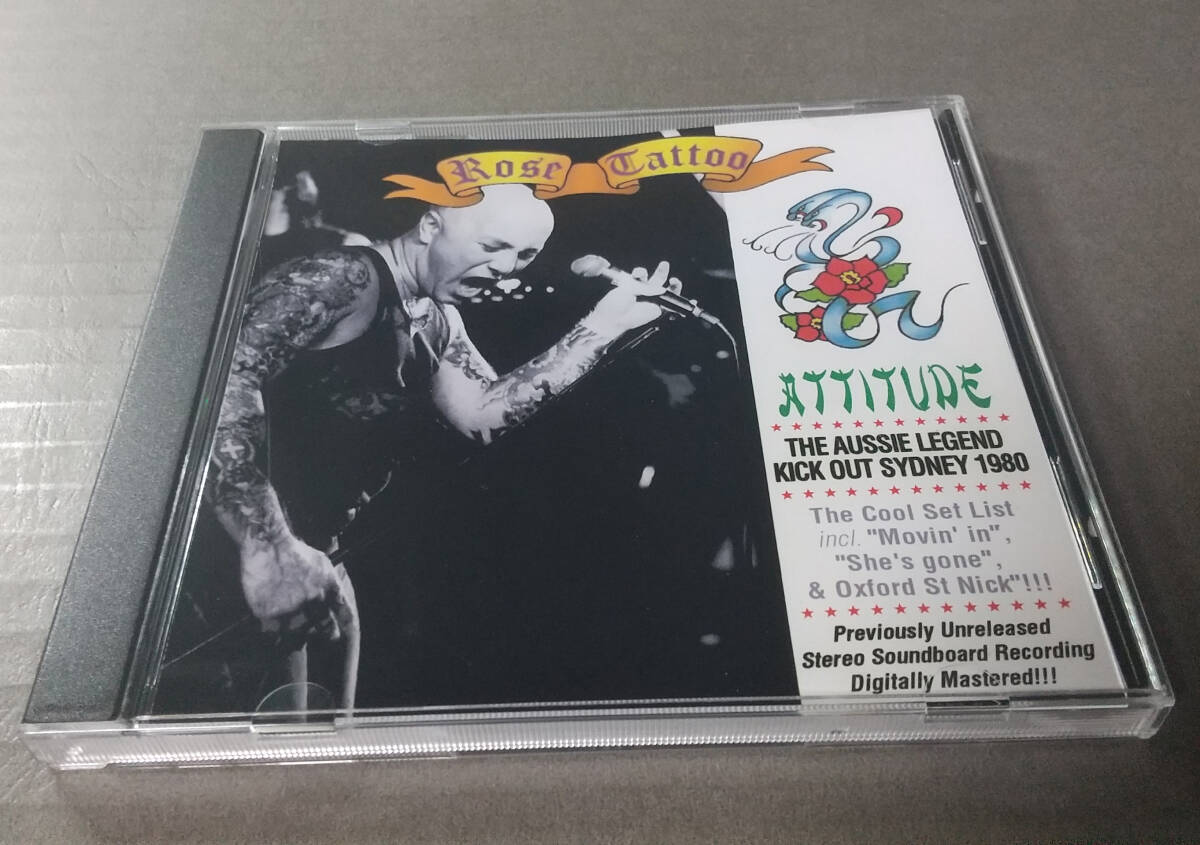 Rose Tattoo
ATTITUDE
THE AUSSIE LEGEND
KICK OUT SYDNEY 1980
The Cool Set List
incl. "Movin' in",
"She's gone",
& Oxford St Nick"!!!
Previously Unreleased
Stereo Soundboard Recording
Digitally Mastered!!!